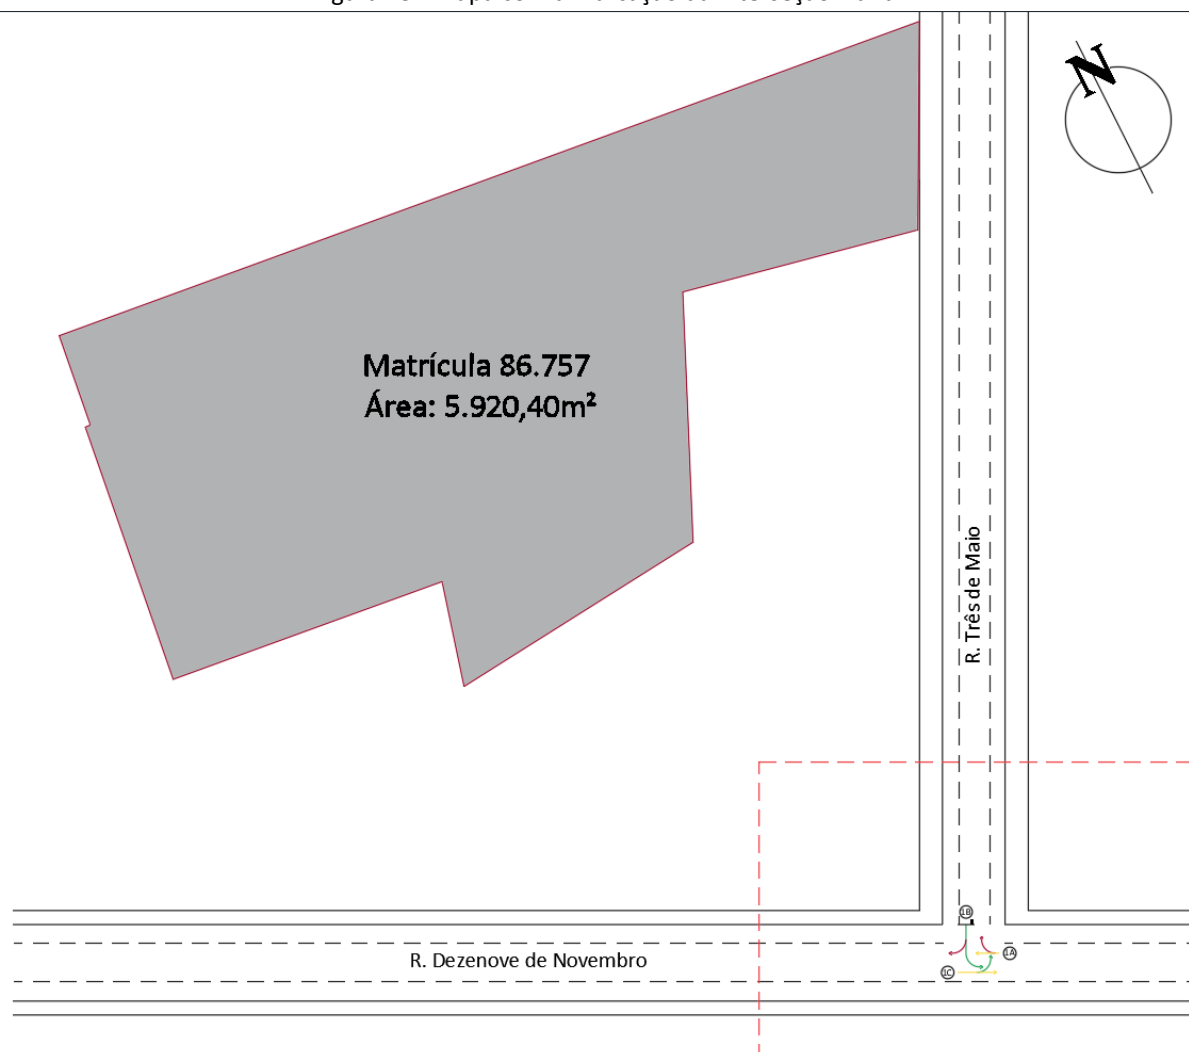 N
Matrícula 86.757
Área: 5.920,40m²
R. Três de Maio
1B
R. Dezenove de Novembro
1A
1C